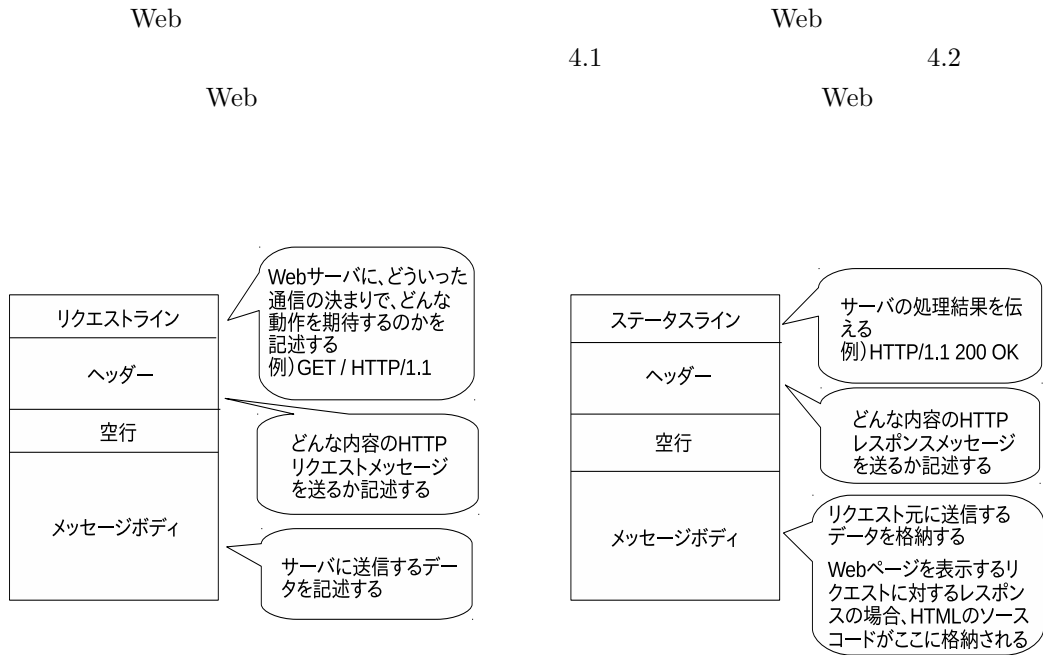 Web
Web
4.1 4.2
Web
Web
Webサーバに、どういった
通信の決まりで、どんな
動作を期待するのかを
記述する
例）GET / HTTP/1.1
リクエストライン
ヘッダー
空行
メッセージボディ
どんな内容のHTTP
リクエストメッセージ
を送るか記述する
サーバに送信するデー
タを記述する
ステータスライン
ヘッダー
空行
メッセージボディ
サーバの処理結果を伝
える
例）HTTP/1.1 200 OK
どんな内容のHTTP
レスポンスメッセージ
を送るか記述する
リクエスト元に送信する
データを格納する
Webページを表示するリ
クエストに対するレスポン
スの場合、HTMLのソース
コードがここに格納される